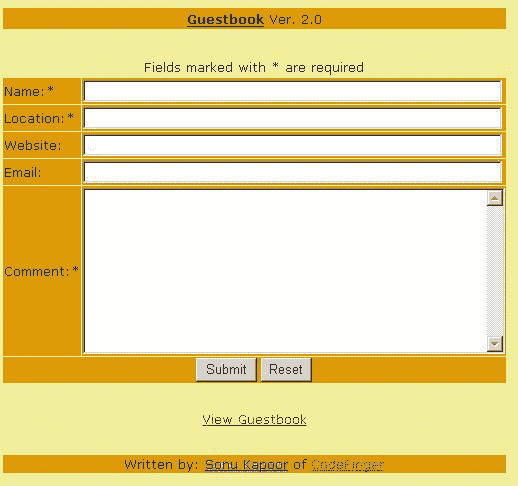 Guestbook Ver. 2.0
Fields marked with * are required
Name:*
Location:*
Website:
Email:
Comment:*
Submit Reset
View Guestbook
Written by: Sonu Kapoor of CodeFinger